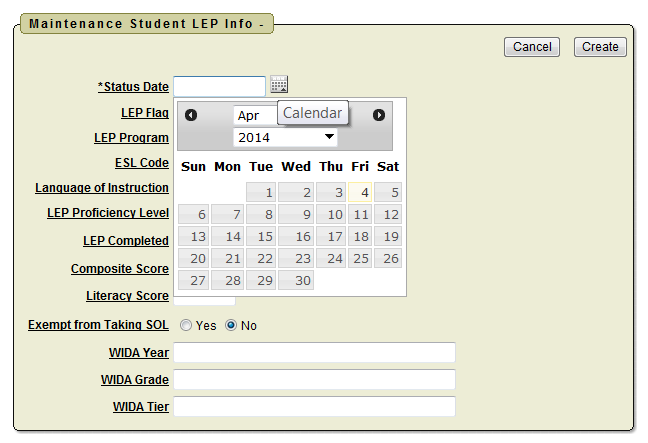 Maintenance Student LEP Info -
Cancel Create
*Status Date
LEP Flag
Apr
Calendar
LEP Program
2014
ESL Code
Sun Mon Tue Wed Thu Fri Sat
Language of Instruction
1 2 3 4 5
LEP Proficiency Level
6 7 8 9 10 11 12
LEP Completed
13 14 15 16 17 18 19
20 21 22 23 24 25 26
Composite Score
27 28 29 30
Literacy Score
Exempt from Taking SOL Yes No
WIDA Year
WIDA Grade
WIDA Tier